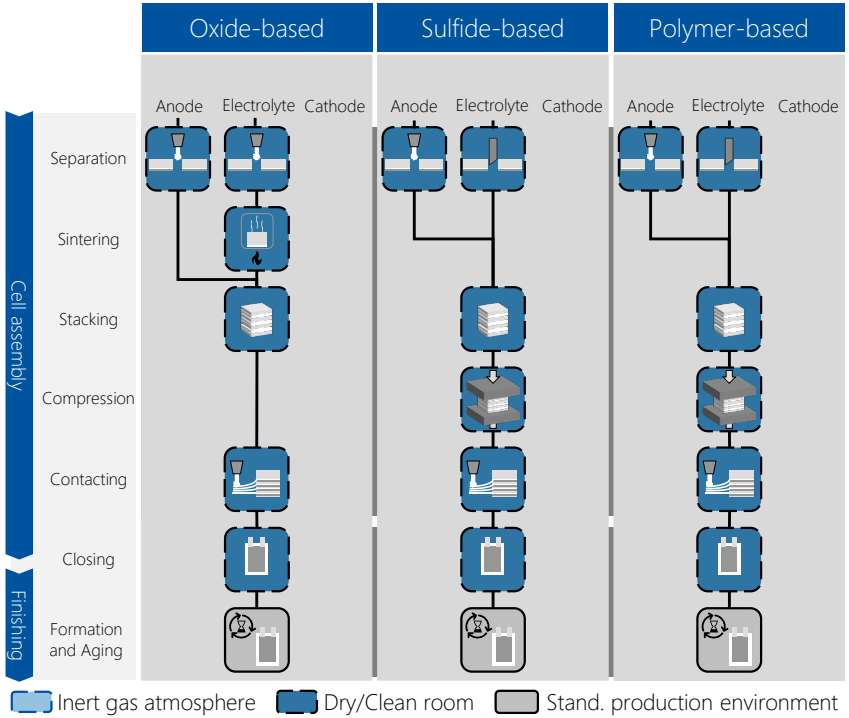 Oxide-based
Sulfide-based
Polymer-based
Anode Electrolyte Cathode
Anode Electrolyte Cathode
Anode Electrolyte Cathode
Cell assembly
Separation
Sintering
Stacking
Compression
Contacting
Closing
Finishing
Formation
and Aging
Inert gas atmosphere
Dry/Clean room
Stand. production environment